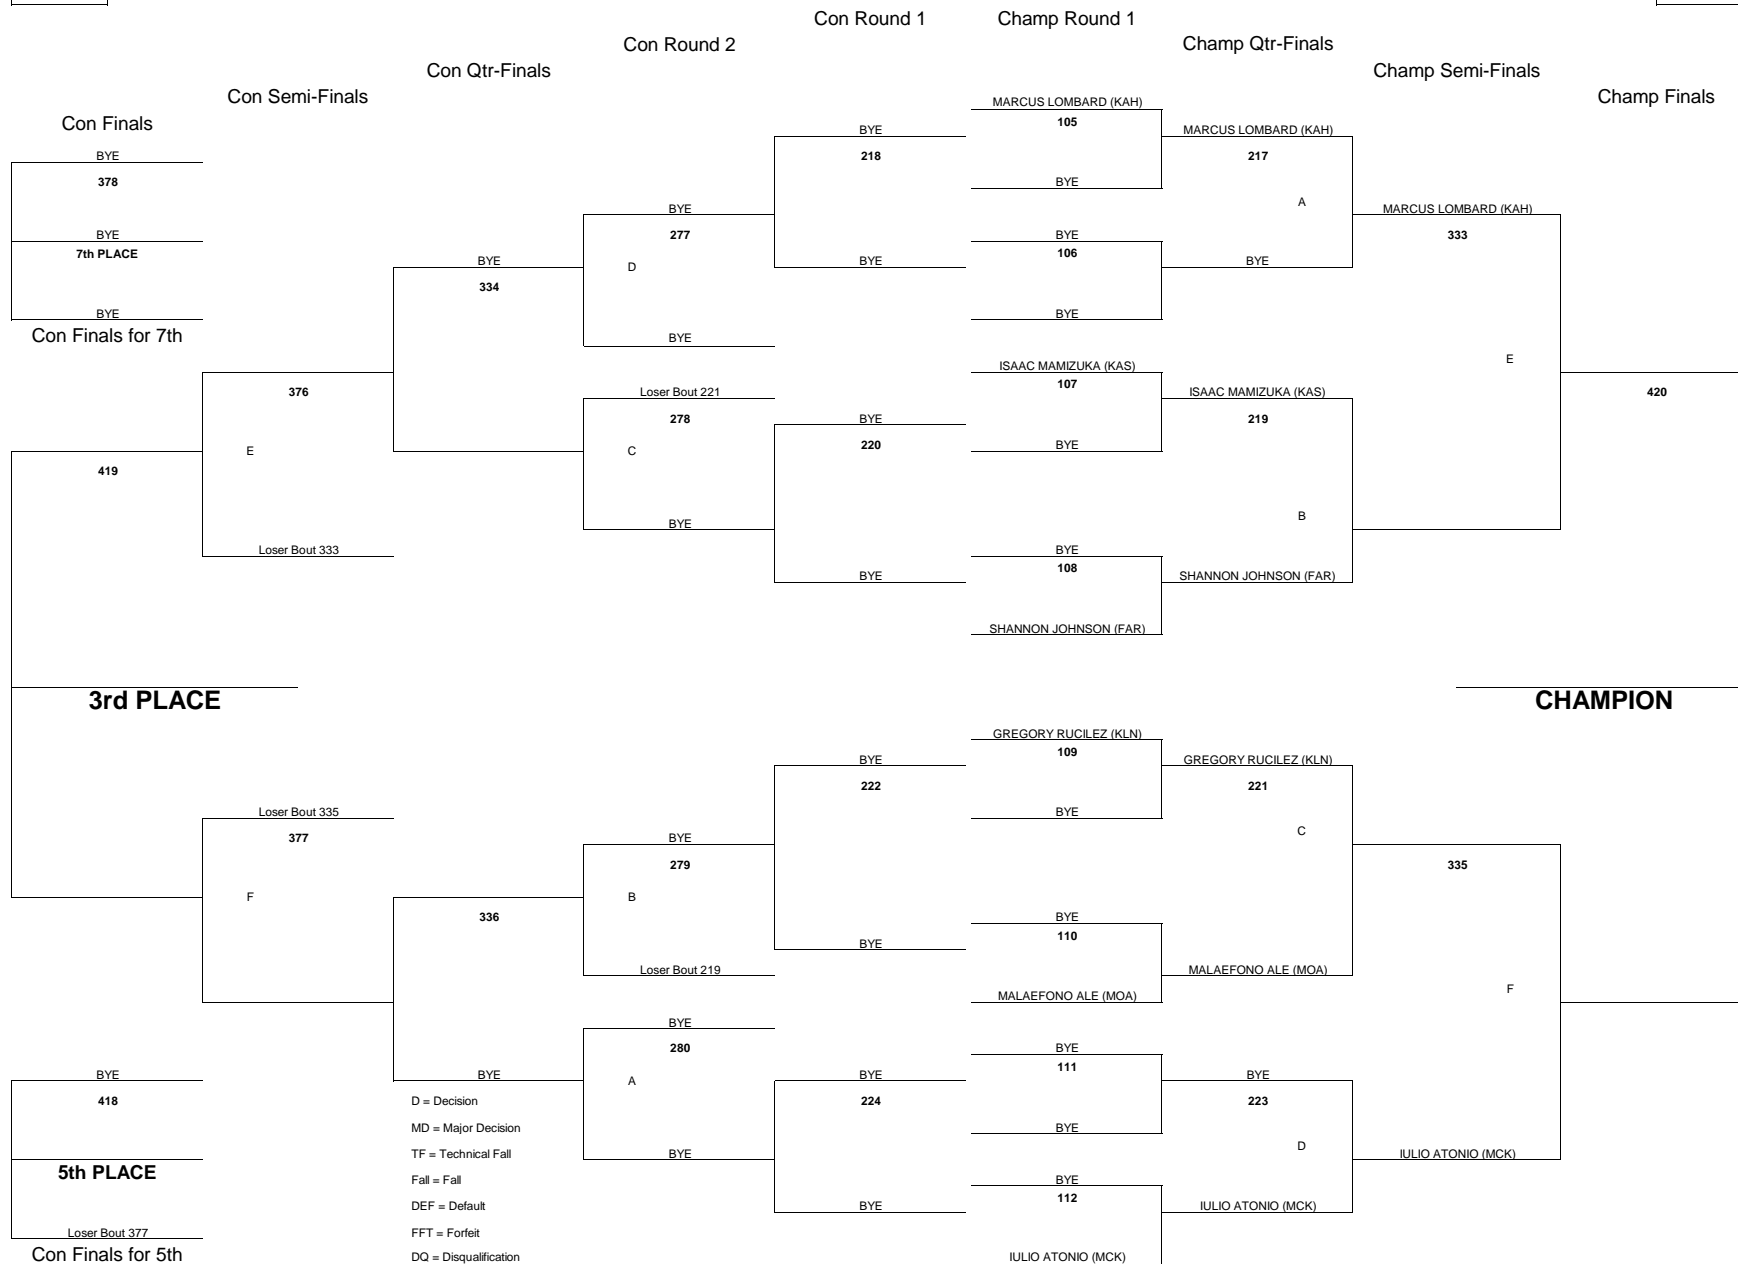 Con Round 1
Champ Round 1
Con Round 2
Champ Qtr-Finals
Con Qtr-Finals
Champ Semi-Finals
Con Semi-Finals
Champ Finals
Con Finals
MARCUS LOMBARD (KAH)
105
BYE
MARCUS LOMBARD (KAH)
BYE
378
218
217
BYE
A
BYE
MARCUS LOMBARD (KAH)
BYE
277
BYE
333
7th PLACE
106
BYE
D
BYE
BYE
334
BYE
BYE
Con Finals for 7th
BYE
E
ISAAC MAMIZUKA (KAS)
107
376
Loser Bout 221
ISAAC MAMIZUKA (KAS)
420
278
BYE
219
E
C
220
BYE
419
B
BYE
Loser Bout 333
BYE
108
BYE
SHANNON JOHNSON (FAR)
SHANNON JOHNSON (FAR)
3rd PLACE
CHAMPION
GREGORY RUCILEZ (KLN)
109
BYE
GREGORY RUCILEZ (KLN)
222
221
Loser Bout 335
BYE
377
BYE
C
279
335
F
B
336
BYE
110
BYE
Loser Bout 219
MALAEFONO ALE (MOA)
F
MALAEFONO ALE (MOA)
BYE
280
BYE
111
BYE
BYE
A
BYE
BYE
418
D = Decision
224
223
MD = Major Decision
BYE
D
TF = Technical Fall
BYE
IULIO ATONIO (MCK)
5th PLACE
Fall = Fall
BYE
112
DEF = Default
BYE
IULIO ATONIO (MCK)
Loser Bout 377
FFT = Forfeit
Con Finals for 5th
DQ = Disqualification
IULIO ATONIO (MCK)